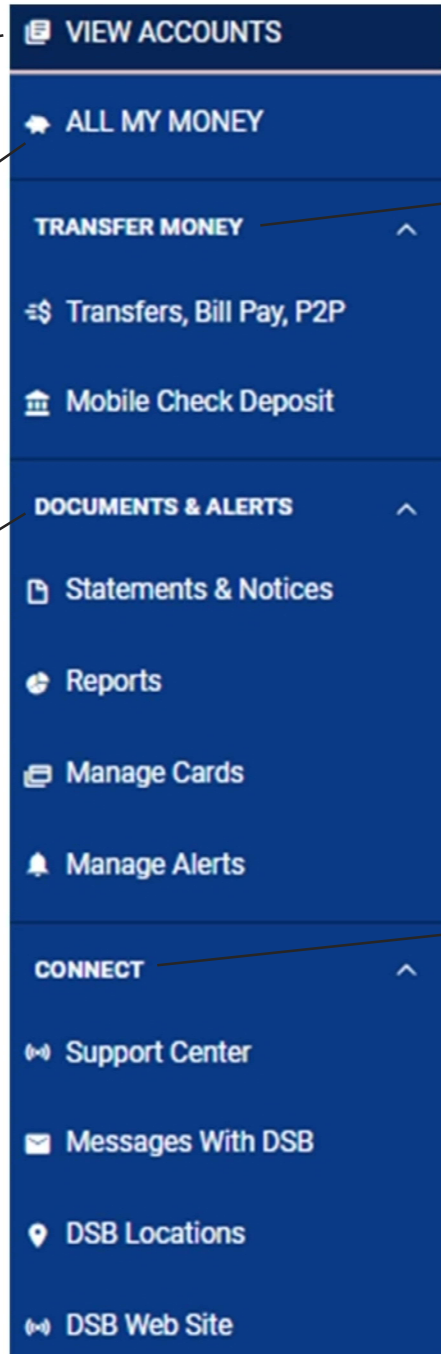 VIEW ACCOUNTS
ALL MY MONEY
TRANSFER MONEY
Transfers, Bill Pay, P2P
Mobile Check Deposit
DOCUMENTS & ALERTS
Statements & Notices
Reports
Manage Cards
Manage Alerts
CONNECT
Support Center
Messages With DSB
DSB Locations
DSB Web Site